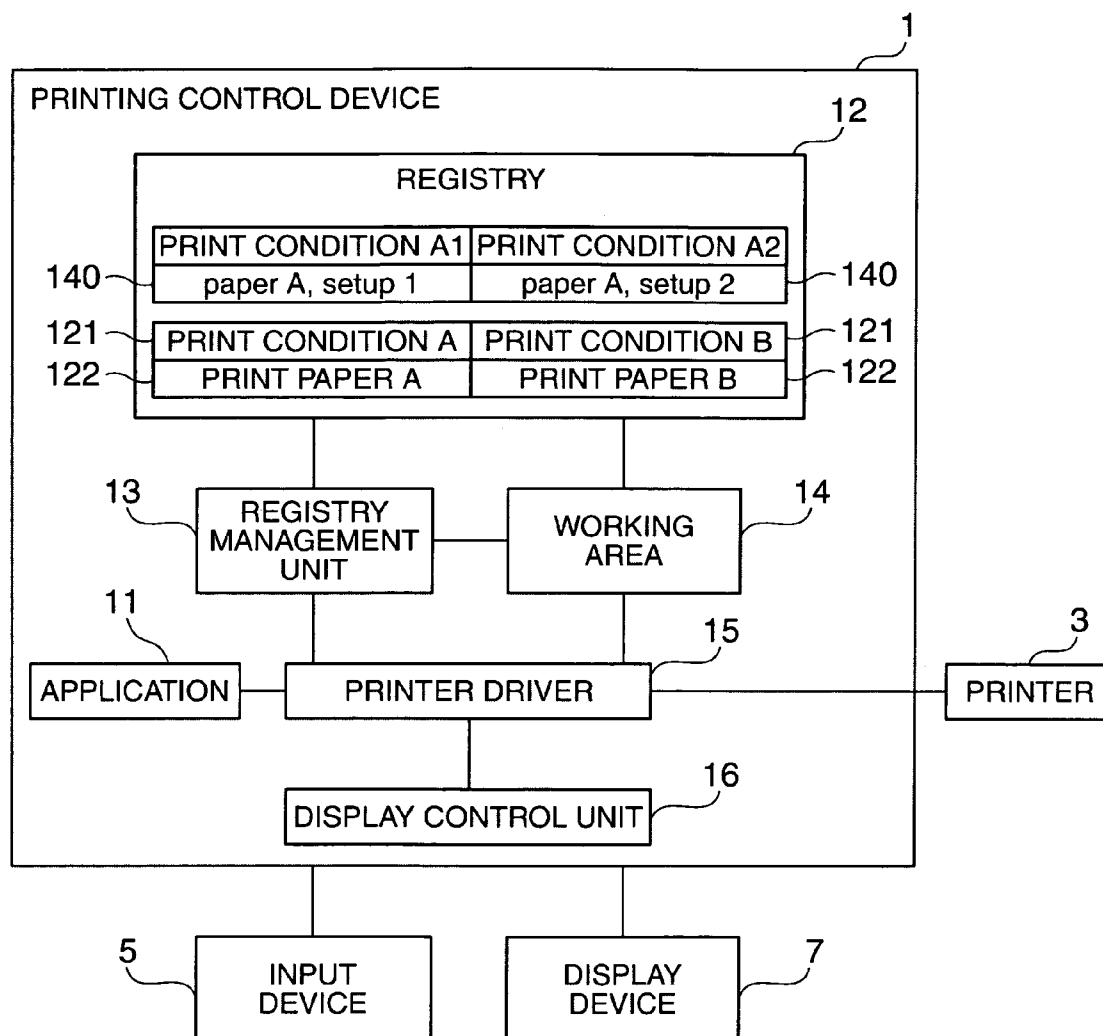 1
PRINTING CONTROL DEVICE
12
REGISTRY
PRINT CONDITION A1 PRINT CONDITION A2
140 paper A, setup 1 paper A, setup 2 140
121 PRINT CONDITION A PRINT CONDITION B 121
122 PRINT PAPER A PRINT PAPER B 122
13
REGISTRY
MANAGEMENT
UNIT
14
WORKING
AREA
11
APPLICATION
15
PRINTER DRIVER
3
PRINTER
16
DISPLAY CONTROL UNIT
5
INPUT
DEVICE
7
DISPLAY
DEVICE